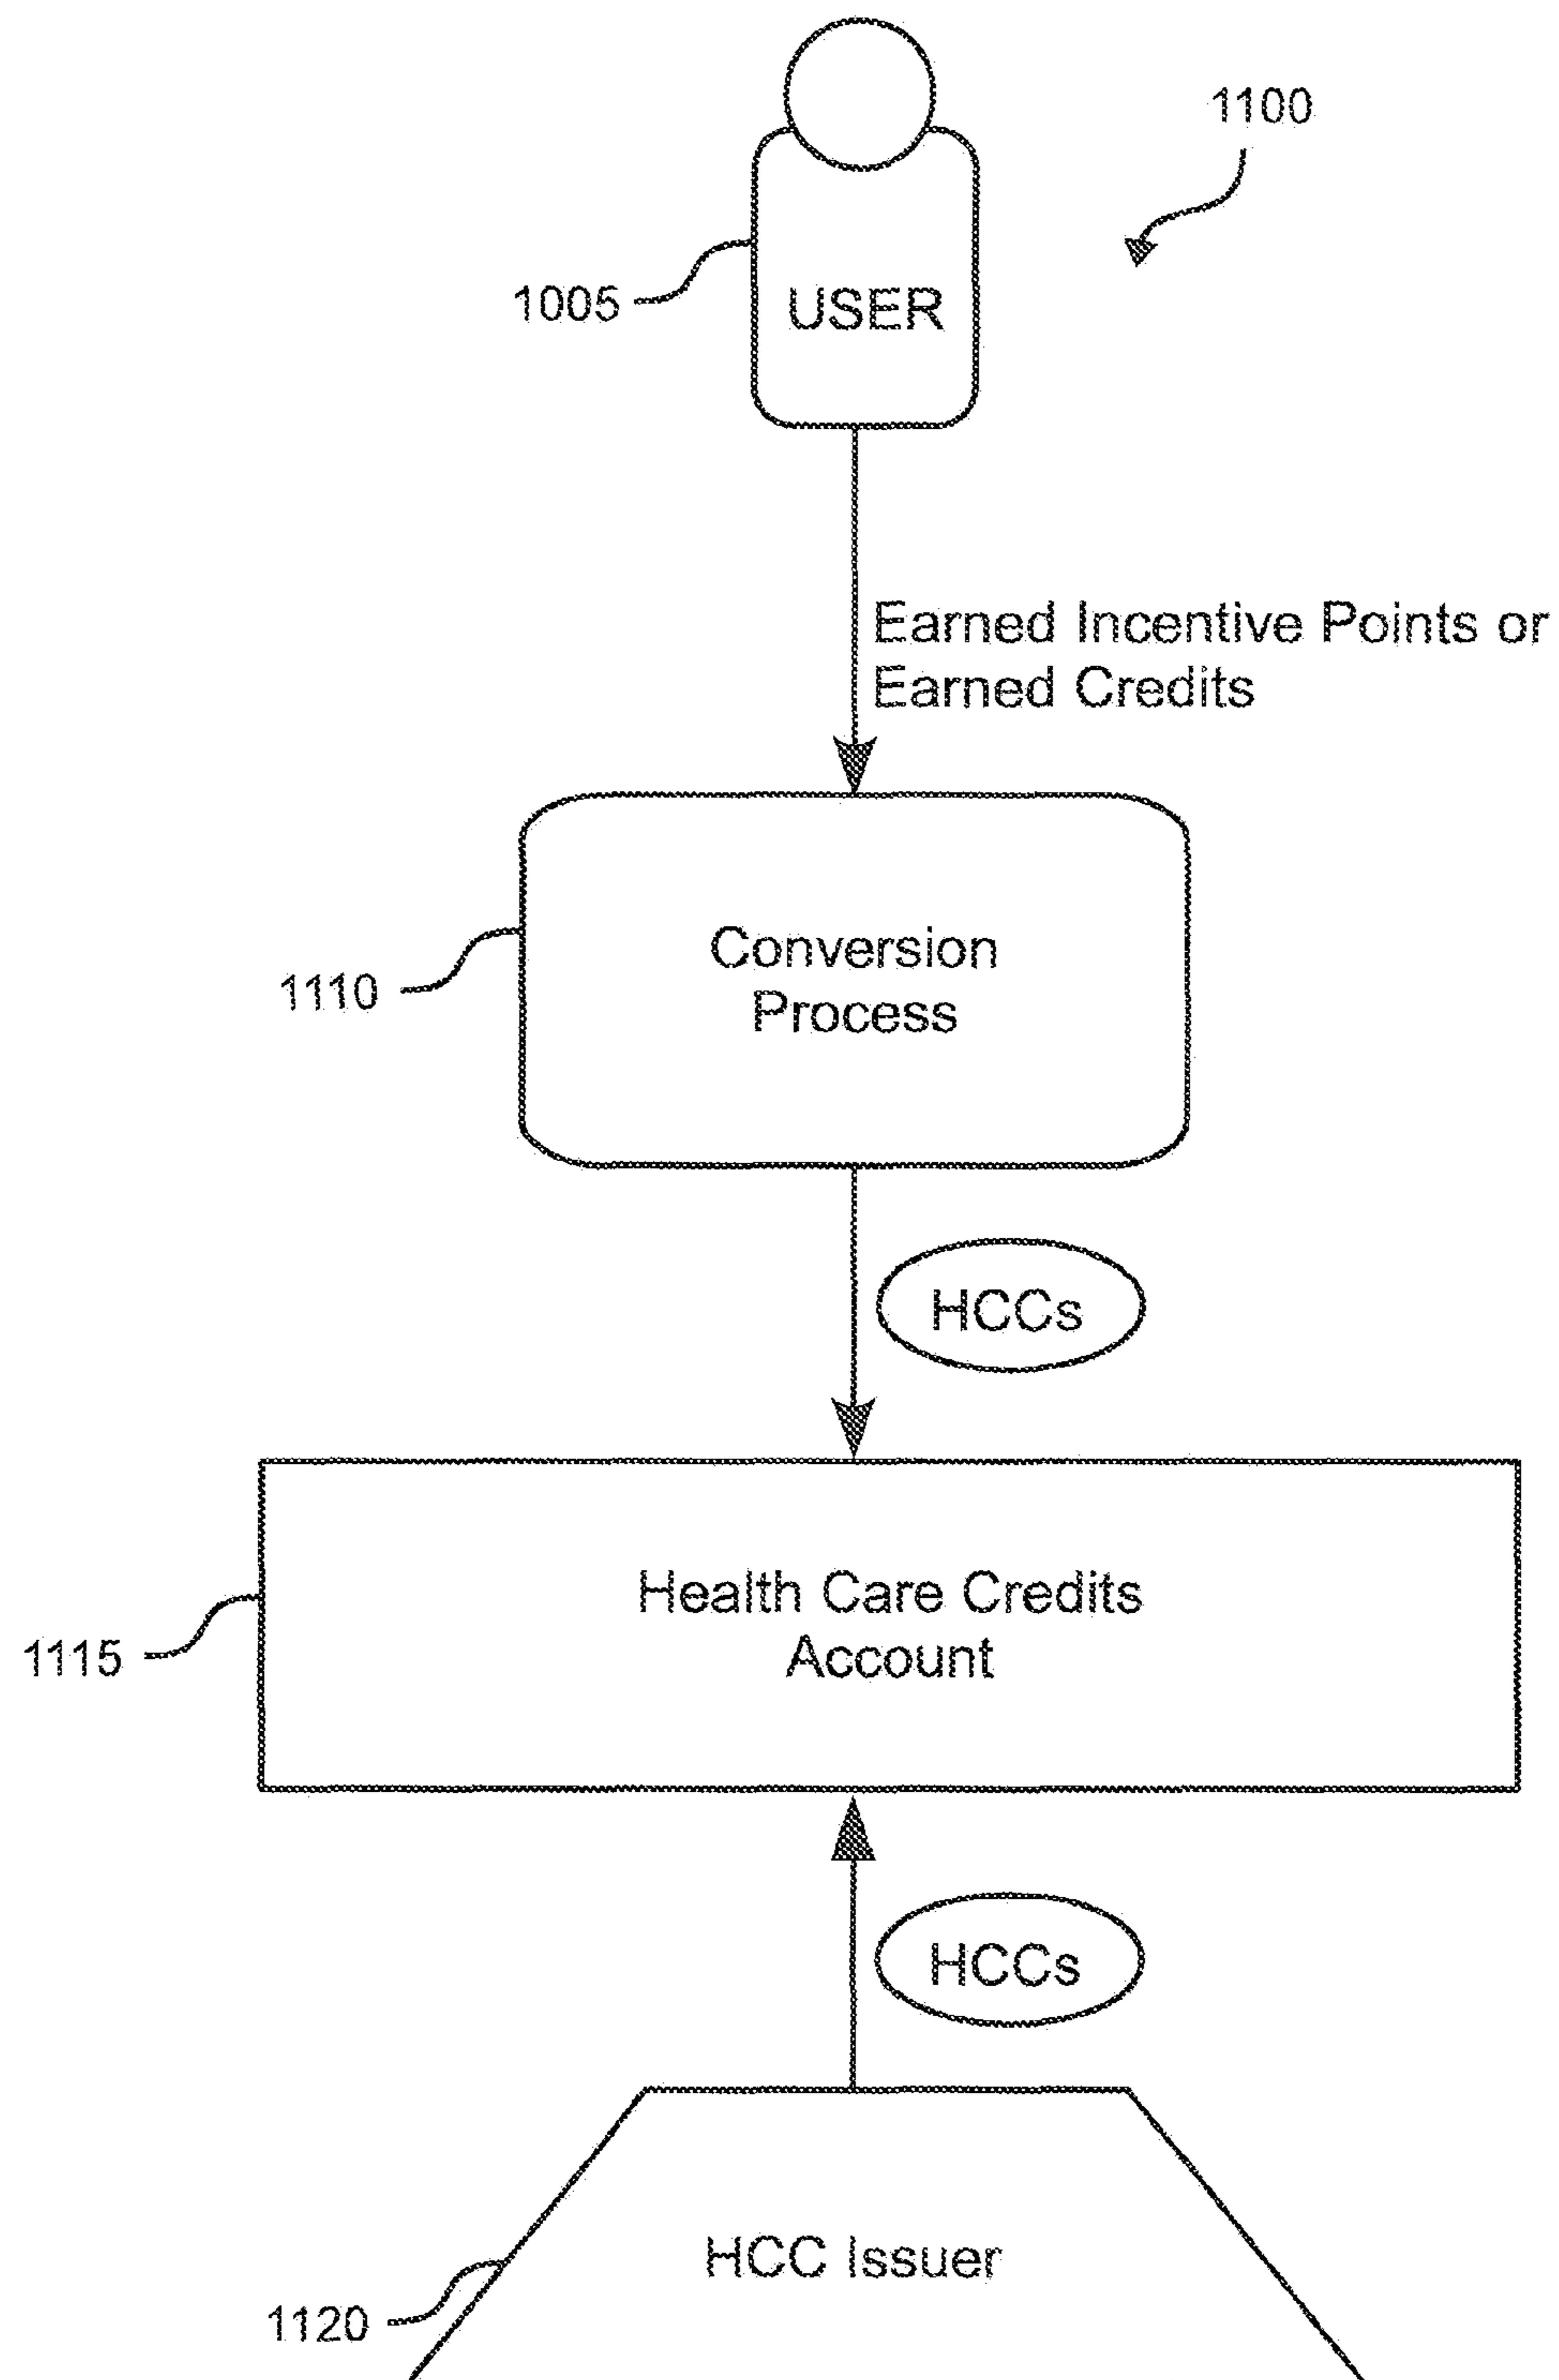 1100
1005
USER
Earned Incentive Points or
Earned Credits
Conversion
Process
1110
HCCs
Health Care Credits
Account
1115
HCCs
HCC Issuer
1120